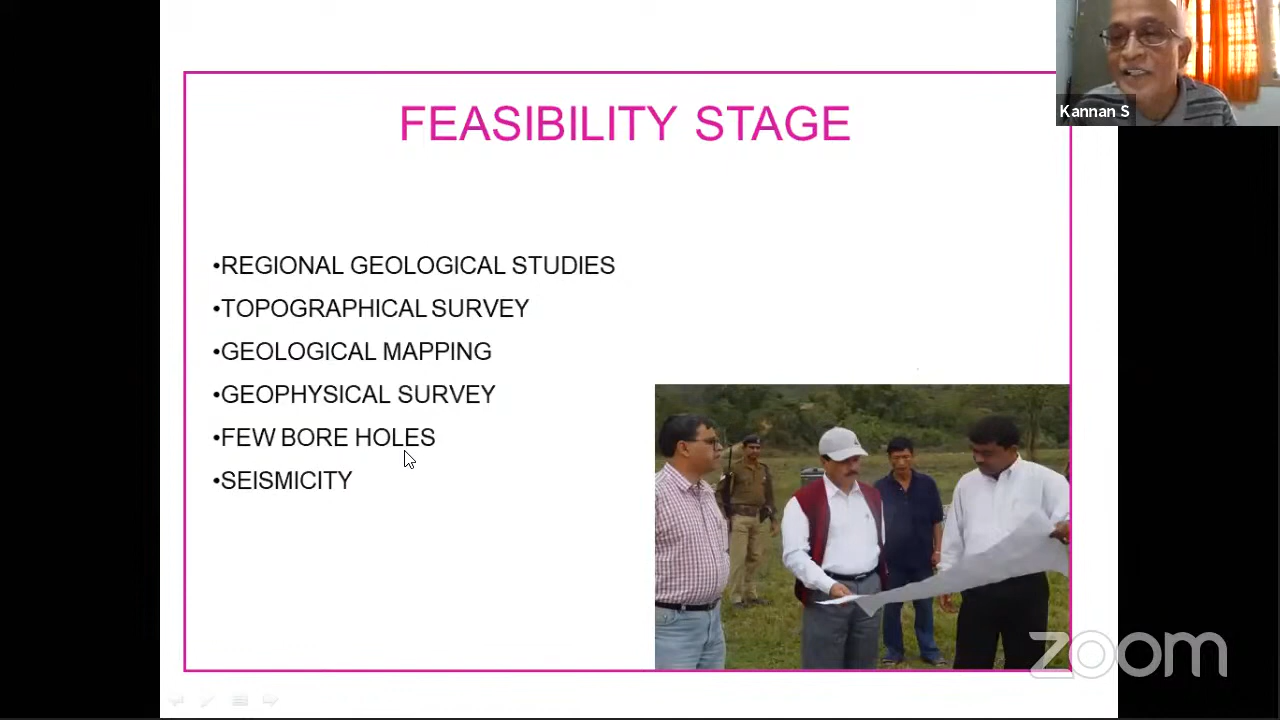 Kannan S
FEASIBILITY STAGE
•REGIONAL GEOLOGICAL STUDIES
•TOPOGRAPHICAL SURVEY
•GEOLOGICAL MAPPING
•GEOPHYSICAL SURVEY
•FEW BORE HOLES
•SEISMICITY
zoom